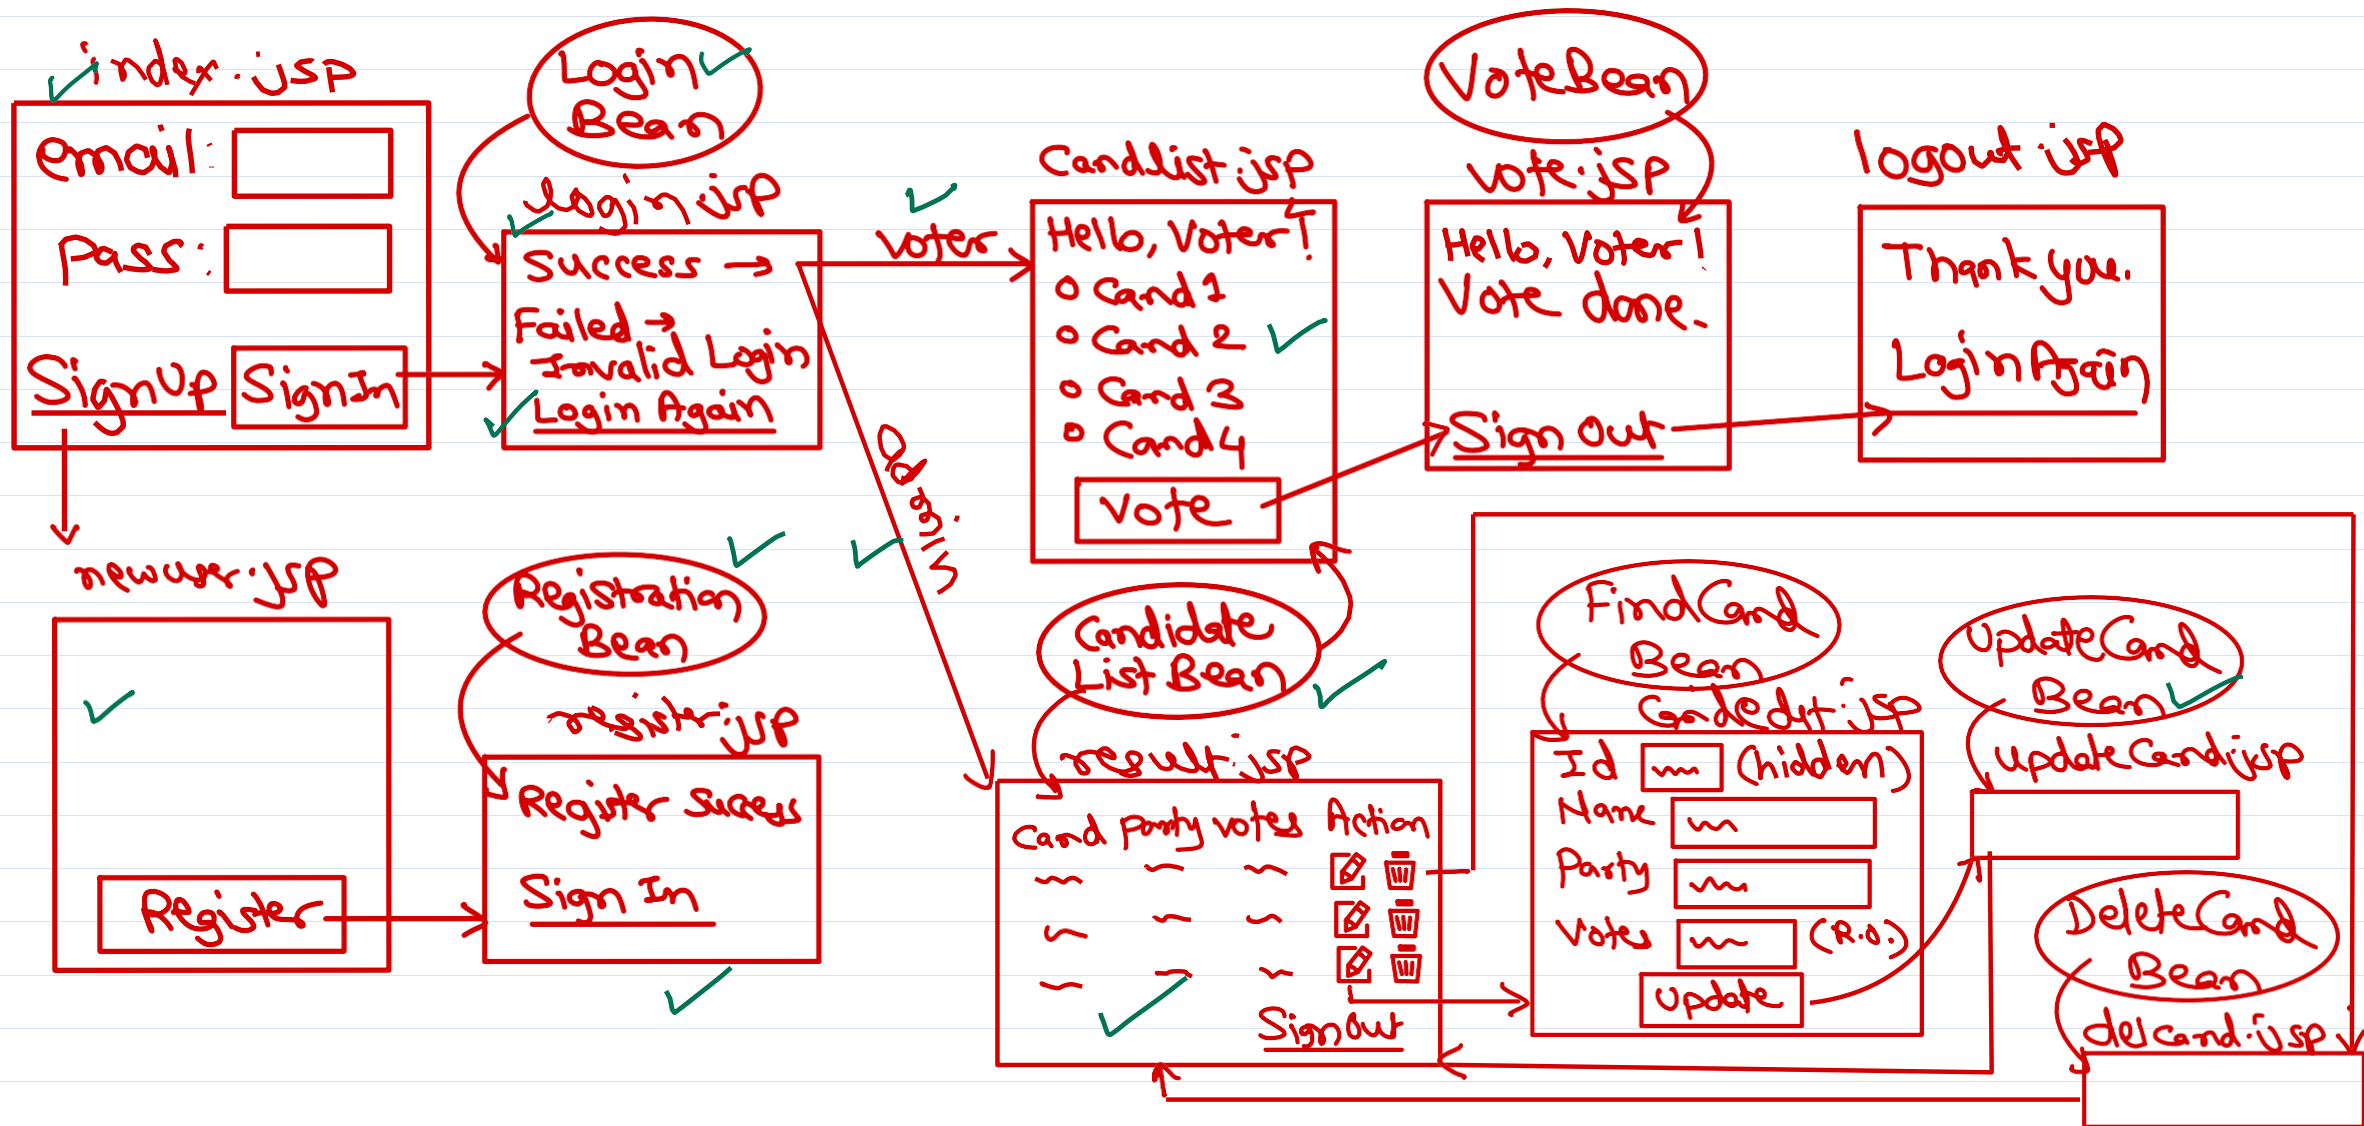 index.jsp
email:
Pass:
SignUp
SignIn
Login
Bean
login.jsp
Success →
Failed →
Invalid Login
Login Again
voter
Admin
Candlist.jsp
Hello, Voter!
Cand 1
Cand 2
Cand 3
Cand 4
Vote
VoteBean
vote.jsp
Hello, Voter!
Vote done.
Sign Out
logout.jsp
Thank you.
Login Again
newuser.jsp
Register
Registration
Bean
register.jsp
Register Sucess
Sign In
Candidate
List Bean
result.jsp
Cand Party Votes Action
SignOut
FindCand
Bean
candedit.jsp
Id (hidden)
Name
Party
Votes (R.O.)
Update
UpdateCand
Bean
updateCand.jsp
DeleteCand
Bean
delcand.jsp